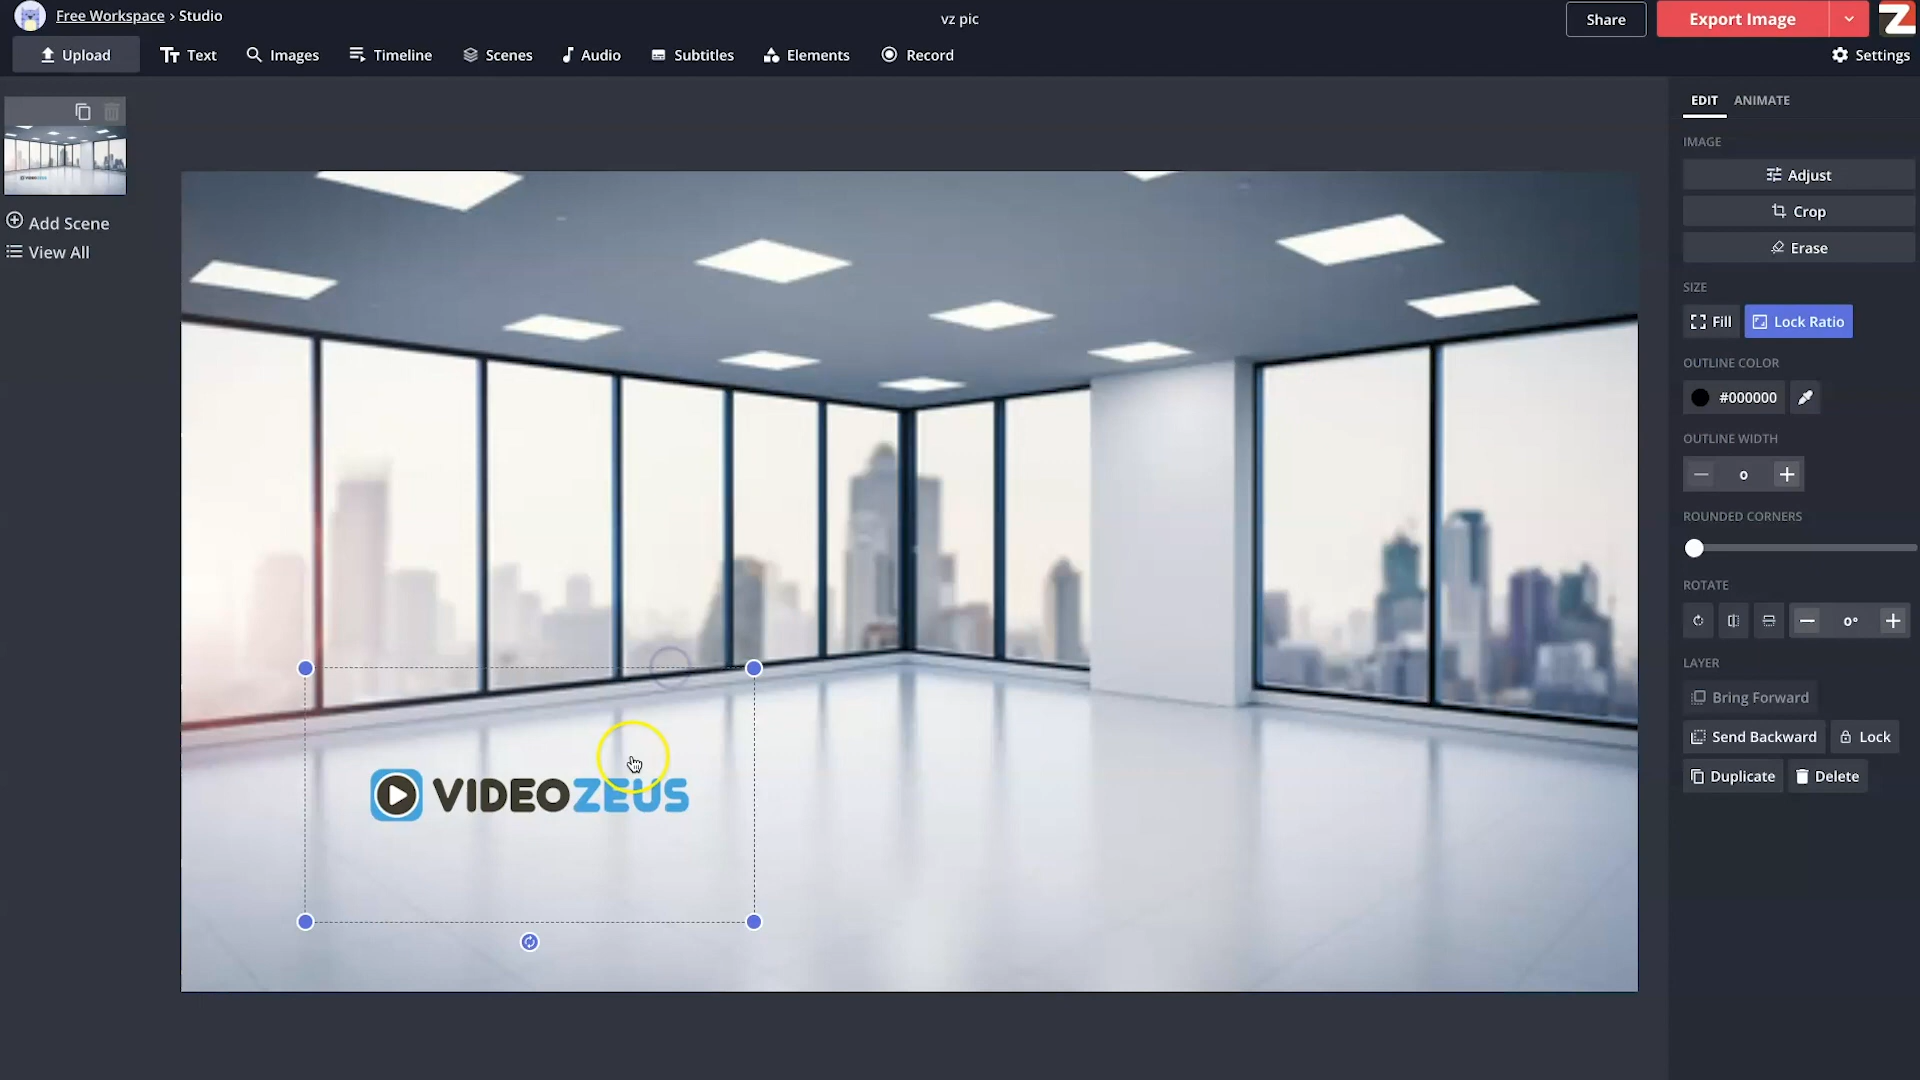 Free Workspace › Studio
vz pic
Share
Export Image
Upload
Text
Images
Timeline
Scenes
Audio
Subtitles
Elements
Record
Settings
Add Scene
View All
EDIT
ANIMATE
IMAGE
Adjust
Crop
Erase
SIZE
Fill
Lock Ratio
OUTLINE COLOR
#000000
OUTLINE WIDTH
0
ROUNDED CORNERS
ROTATE
0°
LAYER
Bring Forward
Send Backward
Lock
Duplicate
Delete
VIDEOZEUS